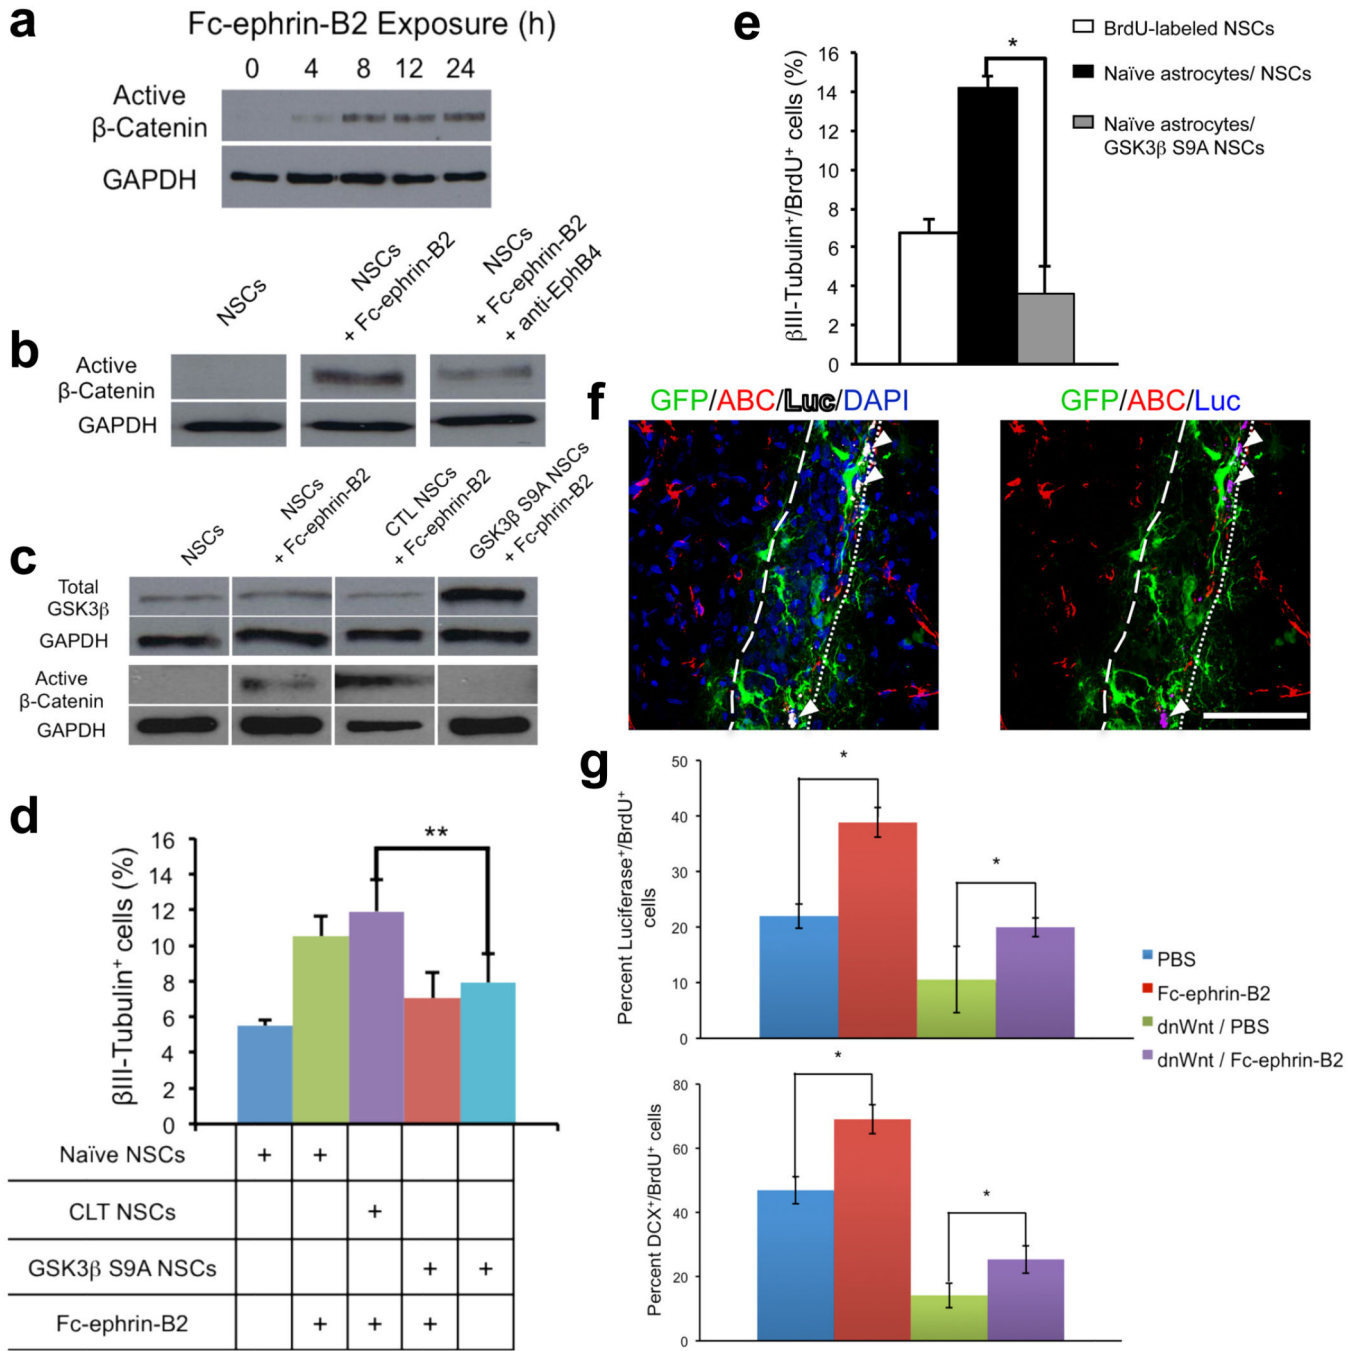 a
Fc-ephrin-B2 Exposure (h)
0 4 8 12 24
Active
β-Catenin
GAPDH
b
NSCs
NSCs
+ Fc-ephrin-B2
NSCs
+ Fc-ephrin-B2
+ anti-EphB4
Active
β-Catenin
GAPDH
c
NSCs
NSCs
+ Fc-ephrin-B2
CTL NSCs
+ Fc-ephrin-B2
GSK3β S9A NSCs
+ Fc-phrin-B2
Total
GSK3β
GAPDH
Active
β-Catenin
GAPDH
d
βIII-Tubulin⁺ cells (%)
16
14
12
10
8
6
4
2
0
**
Naïve NSCs + +
CLT NSCs +
GSK3β S9A NSCs + +
Fc-ephrin-B2 + + +
e
βIII-Tubulin⁺/BrdU⁺ cells (%)
16
14
12
10
8
6
4
2
0
*
BrdU-labeled NSCs
Naïve astrocytes/ NSCs
Naïve astrocytes/
GSK3β S9A NSCs
f
GFP/ABC/Luc/DAPI
GFP/ABC/Luc
g
Percent Luciferase⁺/BrdU⁺
cells
50
40
30
20
10
0
*
*
Percent DCX⁺/BrdU⁺ cells
80
60
40
20
0
*
*
PBS
Fc-ephrin-B2
dnWnt / PBS
dnWnt / Fc-ephrin-B2